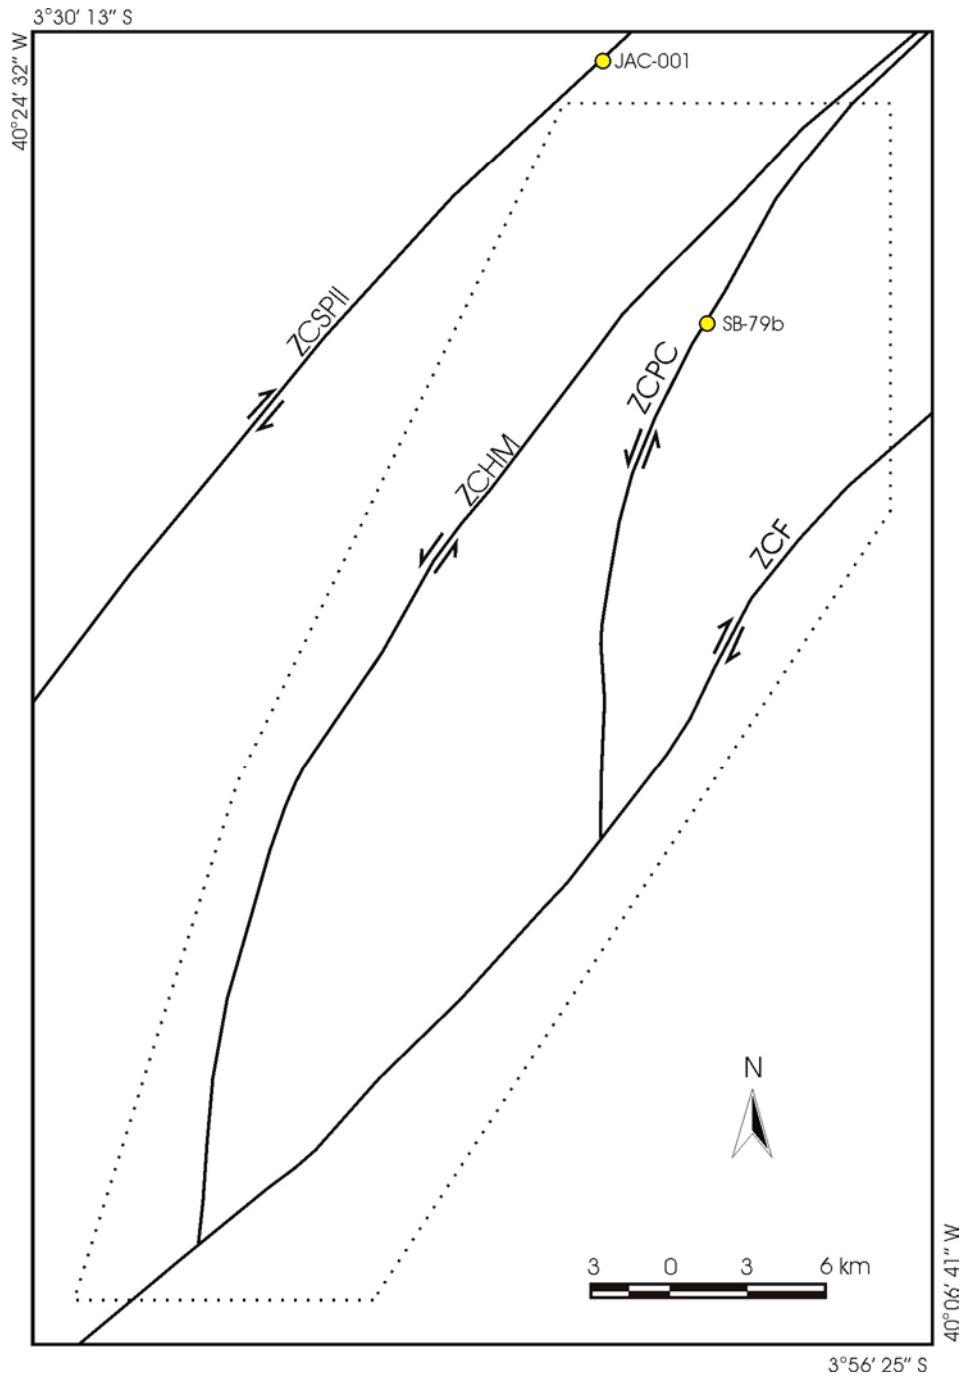 3°30′ 13″ S
40°24′ 32″ W
JAC-001
ZCSPII
SB-79b
ZCPC
ZCHM
ZCF
N
3 0 3 6 km
40°06′ 41″ W
3°56′ 25″ S